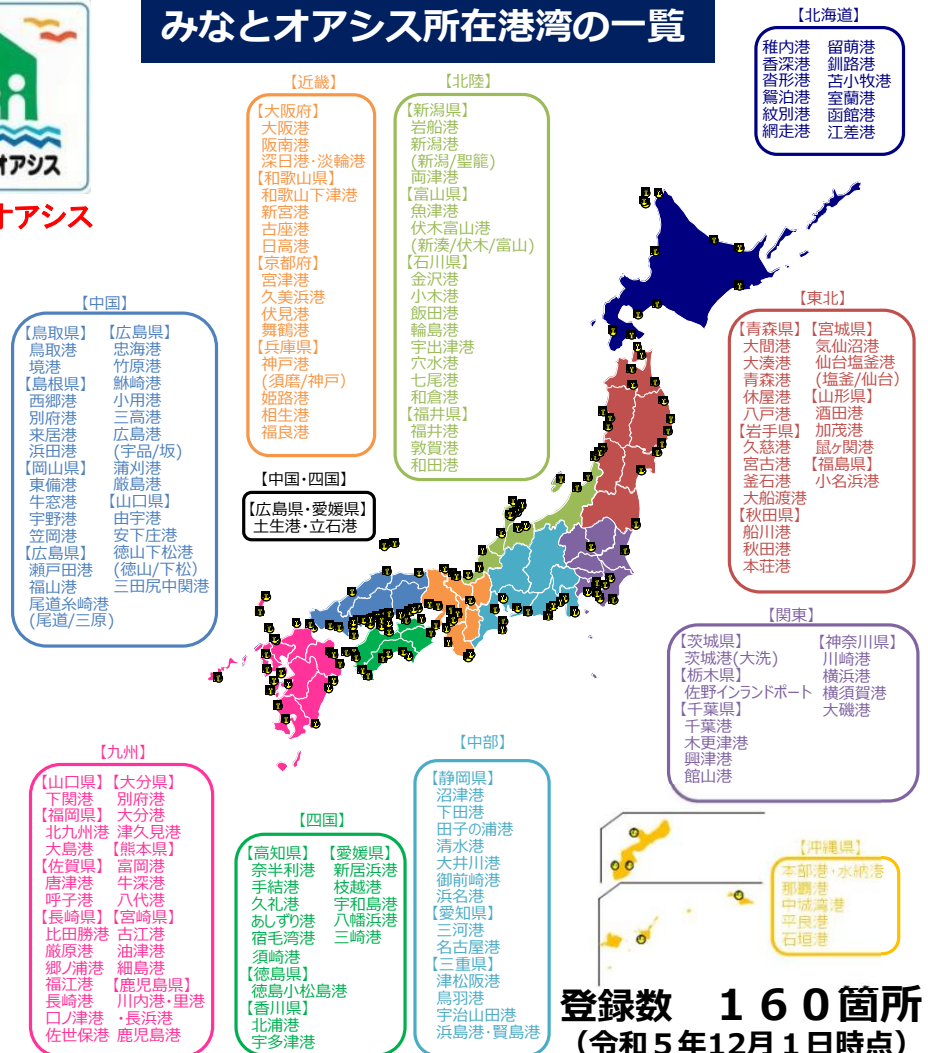 みなとオアシス所在港湾の一覧
オアシス
オアシス
【北海道】
稚内港 留萌港
香深港 釧路港
沓形港 苫小牧港
鴛泊港 室蘭港
紋別港 函館港
網走港 江差港
【近畿】
【大阪府】
大阪港
阪南港
深日港・淡輪港
【和歌山県】
和歌山下津港
新宮港
古座港
日高港
【京都府】
宮津港
久美浜港
伏見港
舞鶴港
【兵庫県】
神戸港
(須磨/神戸)
姫路港
相生港
福良港
【北陸】
【新潟県】
岩船港
新潟港
(新潟/聖籠)
両津港
【富山県】
魚津港
伏木富山港
(新湊/伏木/富山)
【石川県】
金沢港
小木港
飯田港
輪島港
宇出津港
穴水港
七尾港
和倉港
【福井県】
福井港
敦賀港
和田港
【中国】
【鳥取県】
鳥取港
境港
【島根県】
西郷港
別府港
来居港
浜田港
【岡山県】
東備港
牛窓港
宇野港
笠岡港
【広島県】
瀬戸田港
福山港
尾道糸崎港
(尾道/三原)
【広島県】
忠海港
竹原港
鮴崎港
小用港
三高港
広島港
(宇品/坂)
蒲刈港
厳島港
【山口県】
由宇港
安下庄港
徳山下松港
(徳山/下松)
三田尻中関港
【中国・四国】
【広島県・愛媛県】
土生港・立石港
【東北】
【青森県】
大間港
大湊港
青森港
休屋港
八戸港
【岩手県】
久慈港
宮古港
釜石港
大船渡港
【秋田県】
船川港
秋田港
本荘港
【宮城県】
気仙沼港
仙台塩釜港
(塩釜/仙台)
【山形県】
酒田港
加茂港
鼠ヶ関港
【福島県】
小名浜港
【関東】
【茨城県】
茨城港(大洗)
【栃木県】
佐野インランドポート
【千葉県】
千葉港
木更津港
興津港
館山港
【神奈川県】
川崎港
横浜港
横須賀港
大磯港
【九州】
【山口県】
下関港
【福岡県】
北九州港
大島港
【佐賀県】
唐津港
呼子港
【長崎県】
比田勝港
厳原港
郷ノ浦港
福江港
長崎港
口ノ津港
佐世保港
【大分県】
別府港
大分港
津久見港
【熊本県】
富岡港
牛深港
八代港
【宮崎県】
古江港
油津港
細島港
【鹿児島県】
川内港・里港
・長浜港
鹿児島港
【四国】
【高知県】
奈半利港
手結港
久礼港
あしずり港
宿毛湾港
須崎港
【徳島県】
徳島小松島港
【香川県】
北浦港
宇多津港
【愛媛県】
新居浜港
枝越港
宇和島港
八幡浜港
三崎港
【中部】
【静岡県】
沼津港
下田港
田子の浦港
清水港
大井川港
御前崎港
浜名港
【愛知県】
三河港
名古屋港
【三重県】
津松阪港
鳥羽港
宇治山田港
浜島港・賢島港
【沖縄県】
本部港・水納港
那覇港
中城湾港
平良港
石垣港
登録数 160箇所
(令和5年12月1日時点)